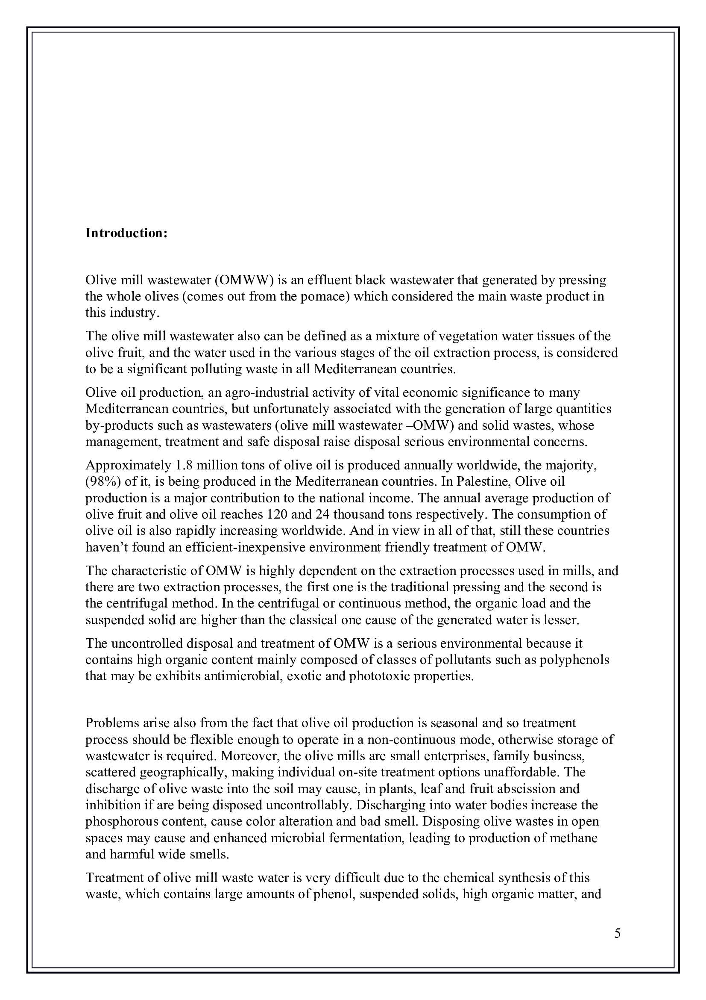 Introduction:
Olive mill wastewater (OMWW) is an effluent black wastewater that generated by pressing
the whole olives (comes out from the pomace) which considered the main waste product in
this industry.
The olive mill wastewater also can be defined as a mixture of vegetation water tissues of the
olive fruit, and the water used in the various stages of the oil extraction process, is considered
to be a significant polluting waste in all Mediterranean countries.
Olive oil production, an agro-industrial activity of vital economic significance to many
Mediterranean countries, but unfortunately associated with the generation of large quantities
by-products such as wastewaters (olive mill wastewater –OMW) and solid wastes, whose
management, treatment and safe disposal raise disposal serious environmental concerns.
Approximately 1.8 million tons of olive oil is produced annually worldwide, the majority,
(98%) of it, is being produced in the Mediterranean countries. In Palestine, Olive oil
production is a major contribution to the national income. The annual average production of
olive fruit and olive oil reaches 120 and 24 thousand tons respectively. The consumption of
olive oil is also rapidly increasing worldwide. And in view in all of that, still these countries
haven’t found an efficient-inexpensive environment friendly treatment of OMW.
The characteristic of OMW is highly dependent on the extraction processes used in mills, and
there are two extraction processes, the first one is the traditional pressing and the second is
the centrifugal method. In the centrifugal or continuous method, the organic load and the
suspended solid are higher than the classical one cause of the generated water is lesser.
The uncontrolled disposal and treatment of OMW is a serious environmental because it
contains high organic content mainly composed of classes of pollutants such as polyphenols
that may be exhibits antimicrobial, exotic and phototoxic properties.
Problems arise also from the fact that olive oil production is seasonal and so treatment
process should be flexible enough to operate in a non-continuous mode, otherwise storage of
wastewater is required. Moreover, the olive mills are small enterprises, family business,
scattered geographically, making individual on-site treatment options unaffordable. The
discharge of olive waste into the soil may cause, in plants, leaf and fruit abscission and
inhibition if are being disposed uncontrollably. Discharging into water bodies increase the
phosphorous content, cause color alteration and bad smell. Disposing olive wastes in open
spaces may cause and enhanced microbial fermentation, leading to production of methane
and harmful wide smells.
Treatment of olive mill waste water is very difficult due to the chemical synthesis of this
waste, which contains large amounts of phenol, suspended solids, high organic matter, and
5